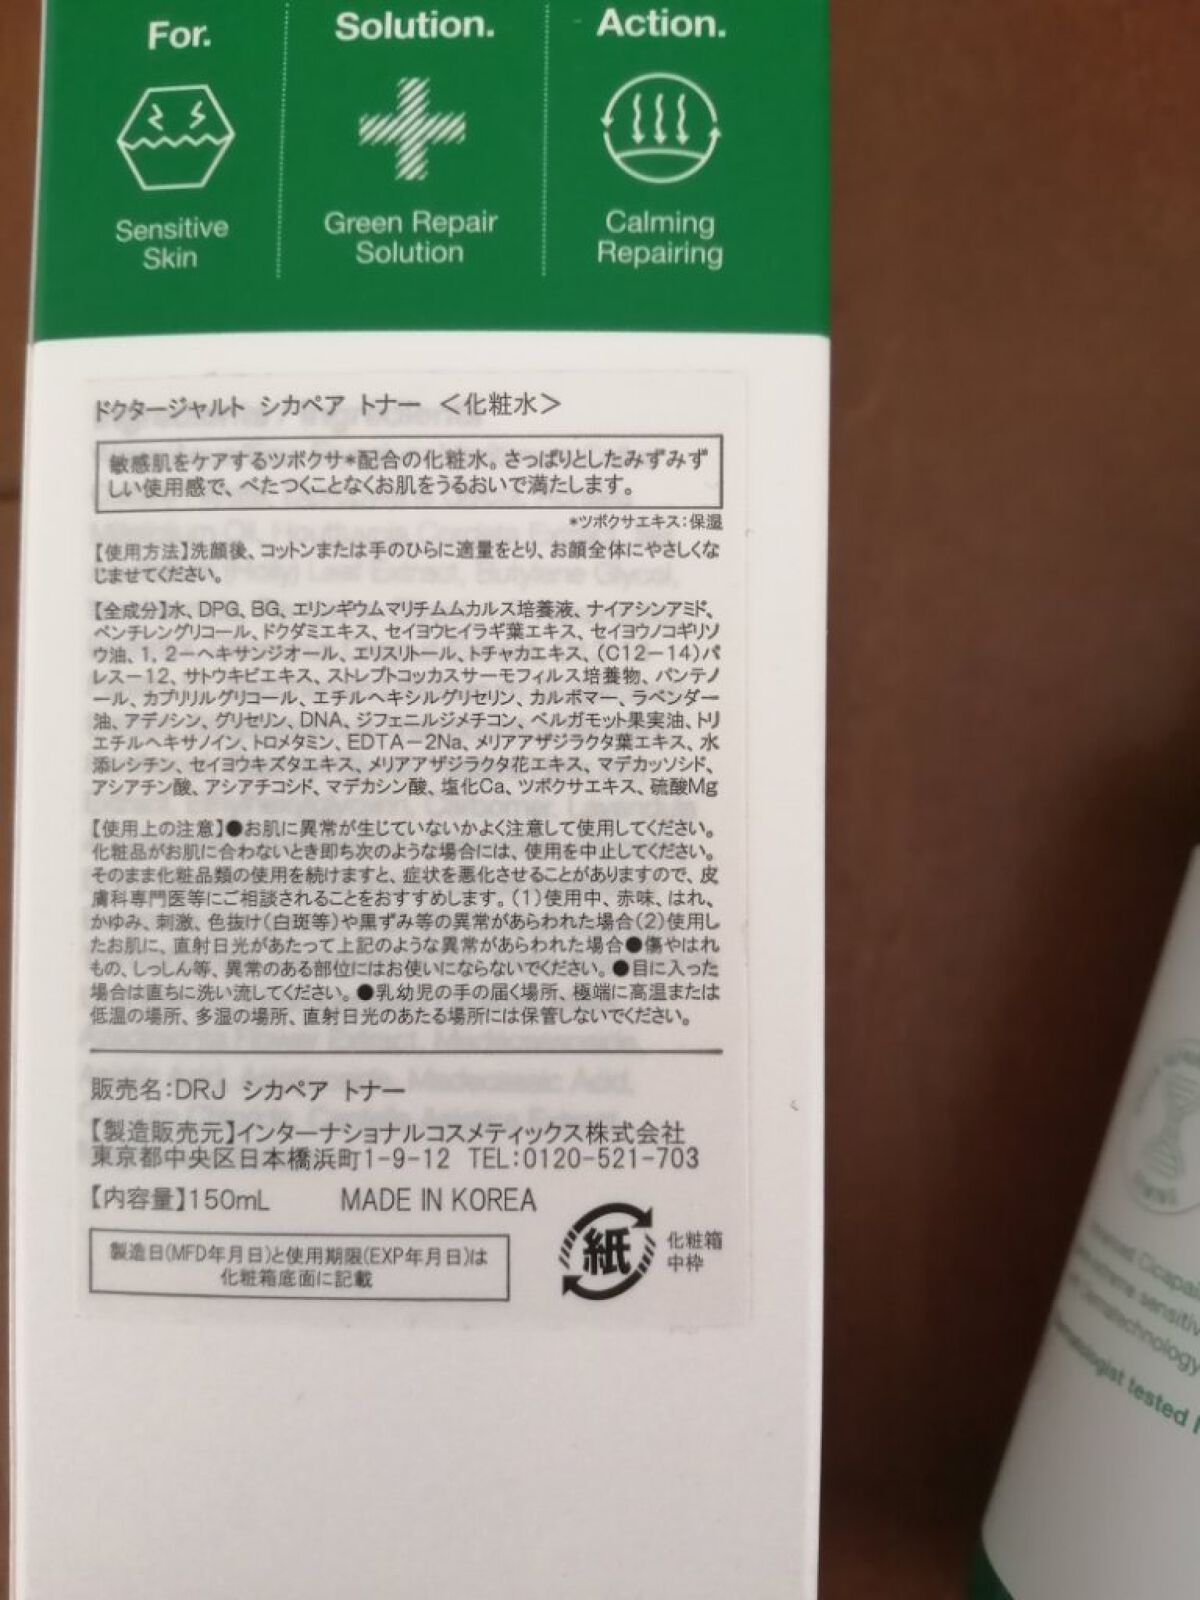 For.
Solution.
Action.
Sensitive
Skin
Green Repair
Solution
Calming
Repairing
ドクタージャルト シカペア トナー ＜化粧水＞
敏感肌をケアするツボクサ*配合の化粧水。さっぱりとしたみずみず
しい使用感で、べたつくことなくお肌をうるおいで満たします。
*ツボクサエキス：保湿
【使用方法】洗顔後、コットンまたは手のひらに適量をとり、お顔全体にやさしくな
じませてください。
【全成分】水、DPG、BG、エリンギウムマリチムムカルス培養液、ナイアシンアミド、
ペンチレングリコール、ドクダミエキス、セイヨウヒイラギ葉エキス、セイヨウノコギリソ
ウ油、1，2－ヘキサンジオール、エリスリトール、トチャカエキス、(C12－14)パ
レス－12、サトウキビエキス、ストレプトコッカスサーモフィルス培養物、パンテノ
ール、カプリリルグリコール、エチルヘキシルグリセリン、カルボマー、ラベンダー
油、アデノシン、グリセリン、DNA、ジフェニルジメチコン、ベルガモット果実油、トリ
エチルヘキサノイン、トロメタミン、EDTA－2Na、メリアアザジラクタ葉エキス、水
添レシチン、セイヨウキズタエキス、メリアアザジラクタ花エキス、マデカッソシド、
アシアチン酸、アシアチコシド、マデカシン酸、塩化Ca、ツボクサエキス、硫酸Mg
【使用上の注意】●お肌に異常が生じていないかよく注意して使用してください。
化粧品がお肌に合わないとき即ち次のような場合には、使用を中止してください。
そのまま化粧品類の使用を続けますと、症状を悪化させることがありますので、皮
膚科専門医等にご相談されることをおすすめします。(1)使用中、赤味、はれ、
かゆみ、刺激、色抜け(白斑等)や黒ずみ等の異常があらわれた場合(2)使用し
たお肌に、直射日光があたって上記のような異常があらわれた場合●傷やはれ
もの、しっしん等、異常のある部位にはお使いにならないでください。●目に入った
場合は直ちに洗い流してください。●乳幼児の手の届く場所、極端に高温または
低温の場所、多湿の場所、直射日光のあたる場所には保管しないでください。
販売名：DRJ シカペア トナー
【製造販売元】インターナショナルコスメティックス株式会社
東京都中央区日本橋浜町1-9-12 TEL：0120-521-703
【内容量】150mL MADE IN KOREA
製造日(MFD年月日)と使用期限(EXP年月日)は
化粧箱底面に記載
紙
化粧箱
中枠
Cicapai
extreme sensitiv
Dermatechnology
tested